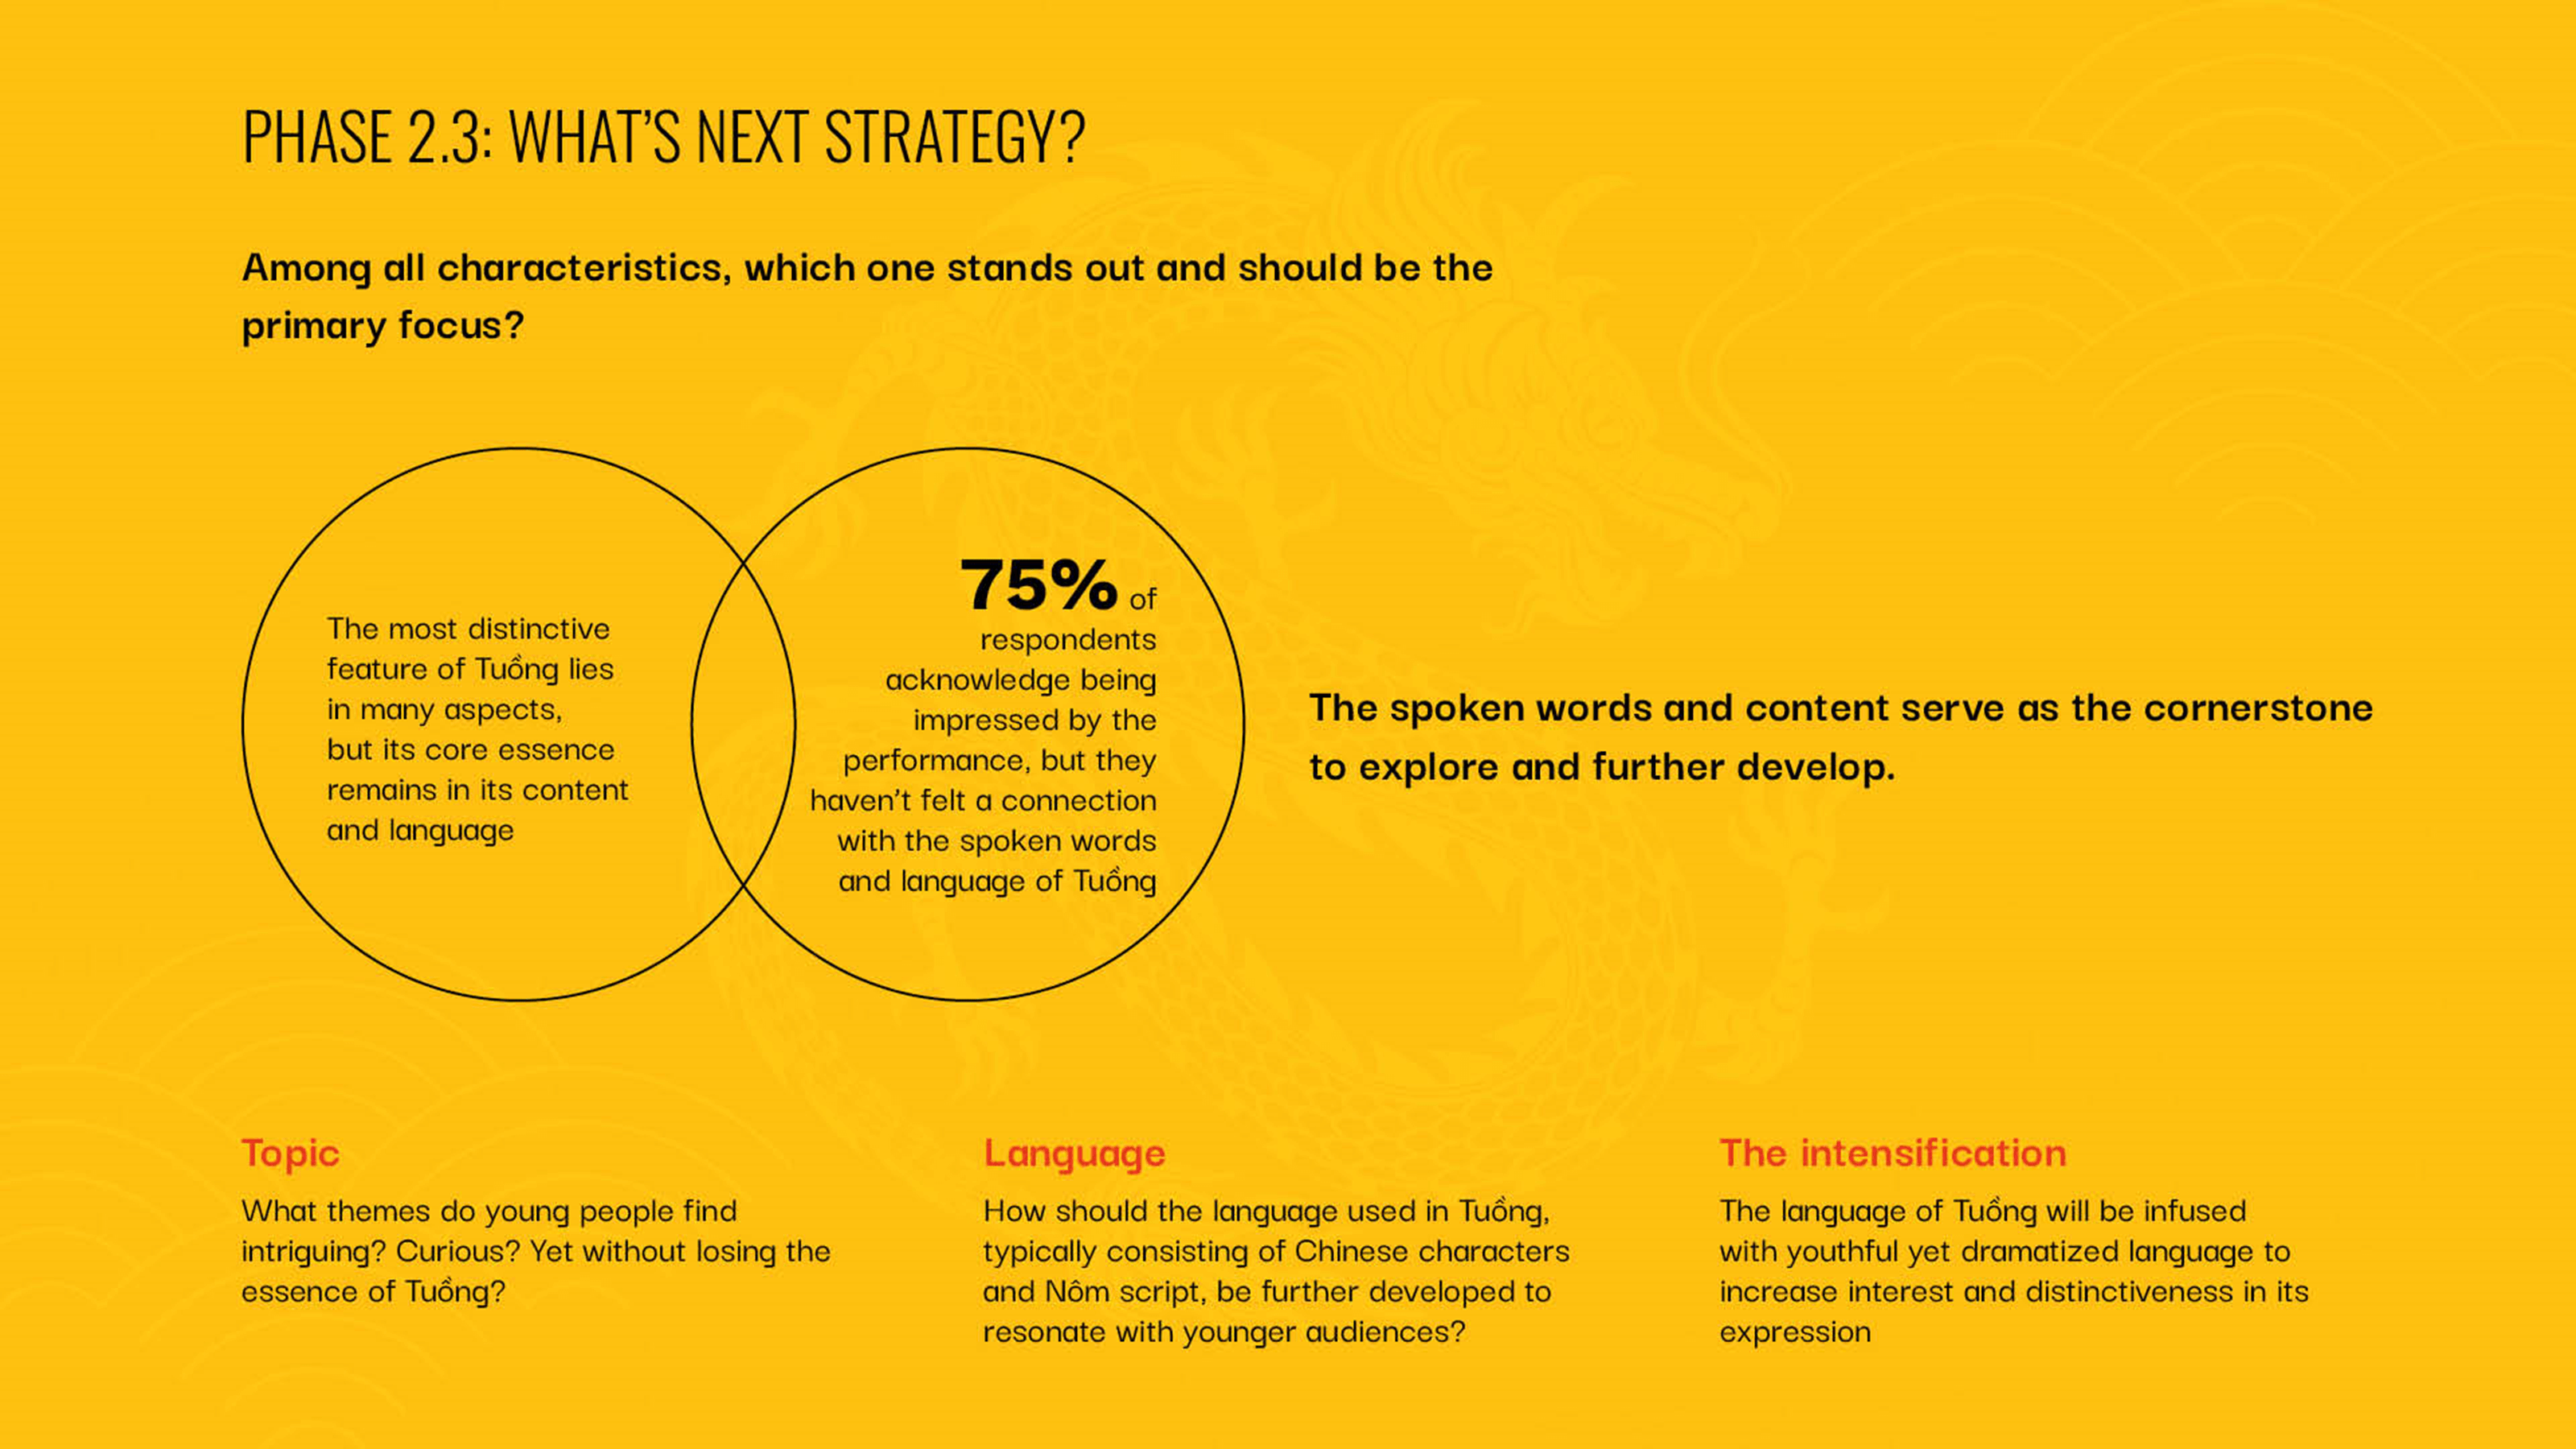 PHASE 2.3: WHAT’S NEXT STRATEGY?
Among all characteristics, which one stands out and should be the
primary focus?
The most distinctive
feature of Tuồng lies
in many aspects,
but its core essence
remains in its content
and language
75% of
respondents
acknowledge being
impressed by the
performance, but they
haven’t felt a connection
with the spoken words
and language of Tuồng
The spoken words and content serve as the cornerstone
to explore and further develop.
Topic
What themes do young people find
intriguing? Curious? Yet without losing the
essence of Tuồng?
Language
How should the language used in Tuồng,
typically consisting of Chinese characters
and Nôm script, be further developed to
resonate with younger audiences?
The intensification
The language of Tuồng will be infused
with youthful yet dramatized language to
increase interest and distinctiveness in its
expression